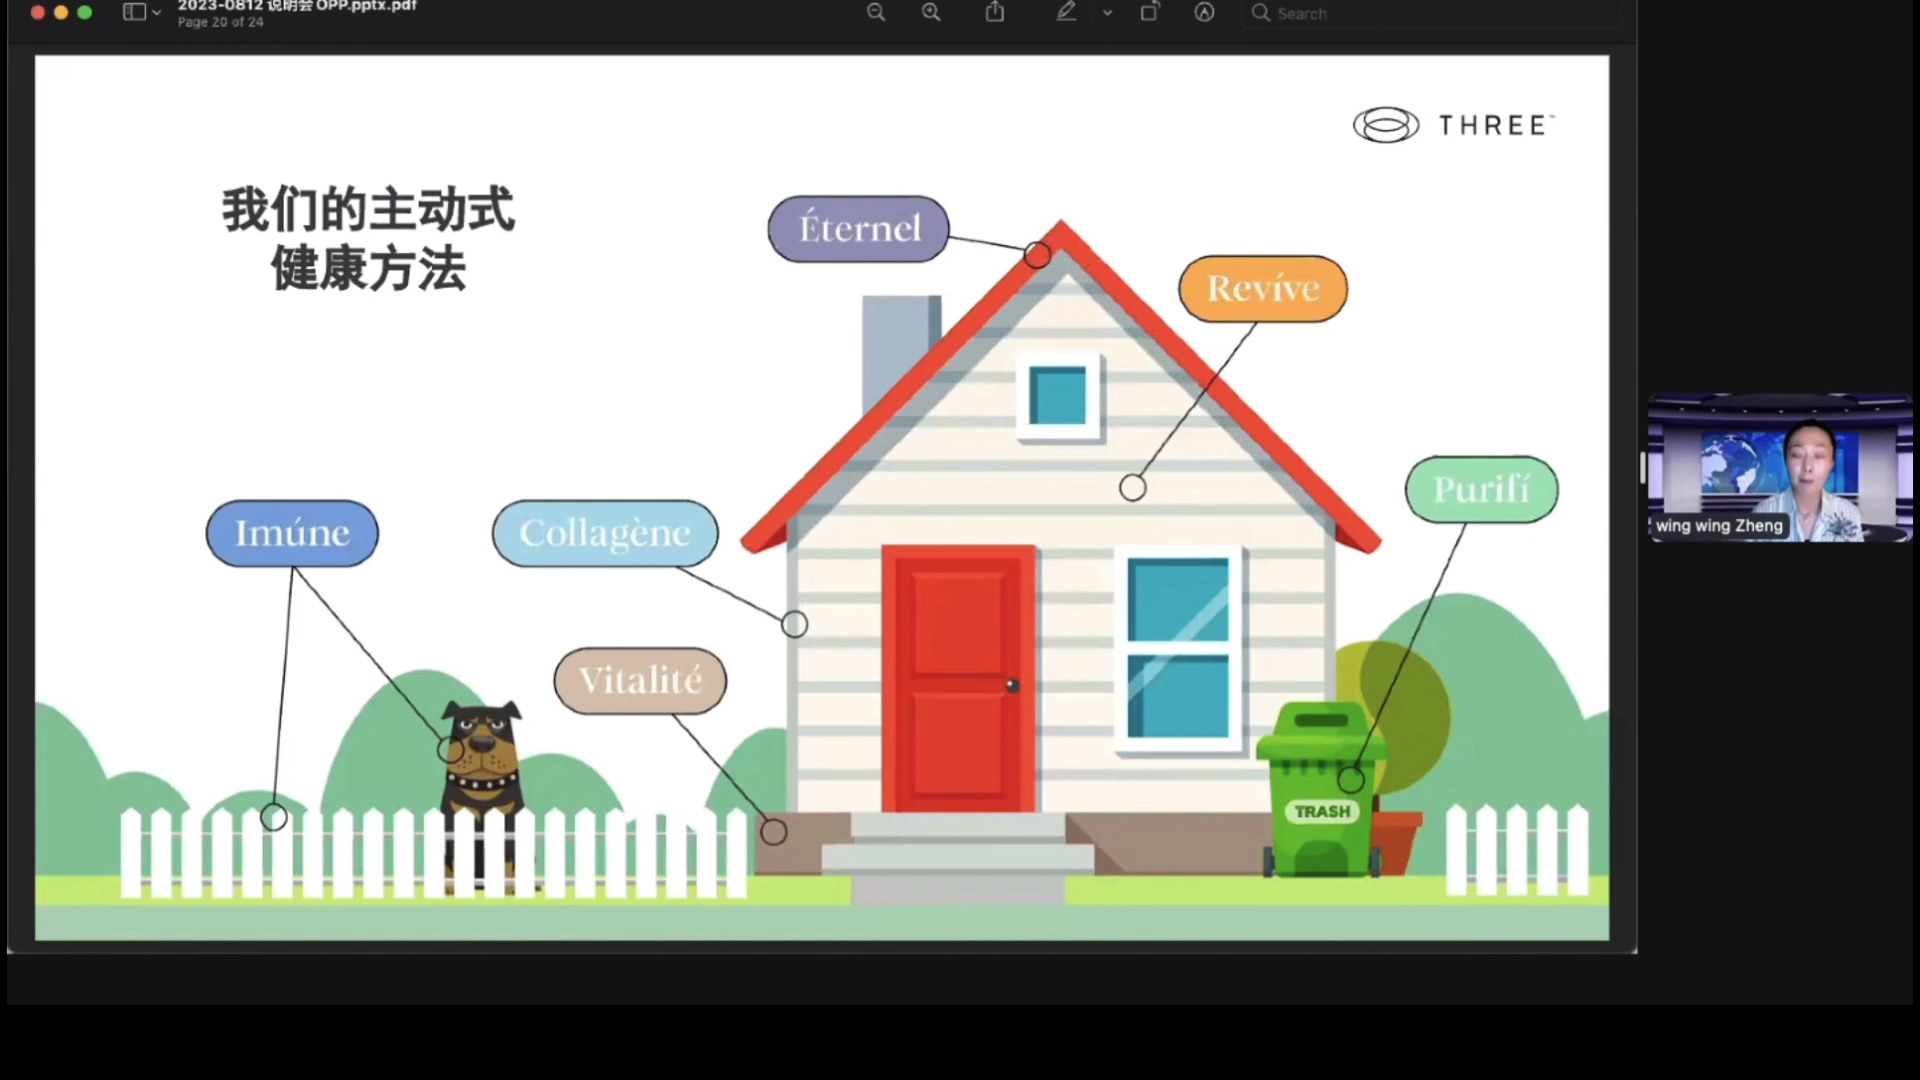 2023-0812 说明会 OPP.pptx.pdf
Page 20 of 24
Search
THREE™
我们的主动式
健康方法
Éternel
Revíve
Purifí
Imúne
Collagène
Vitalité
TRASH
wing wing Zheng